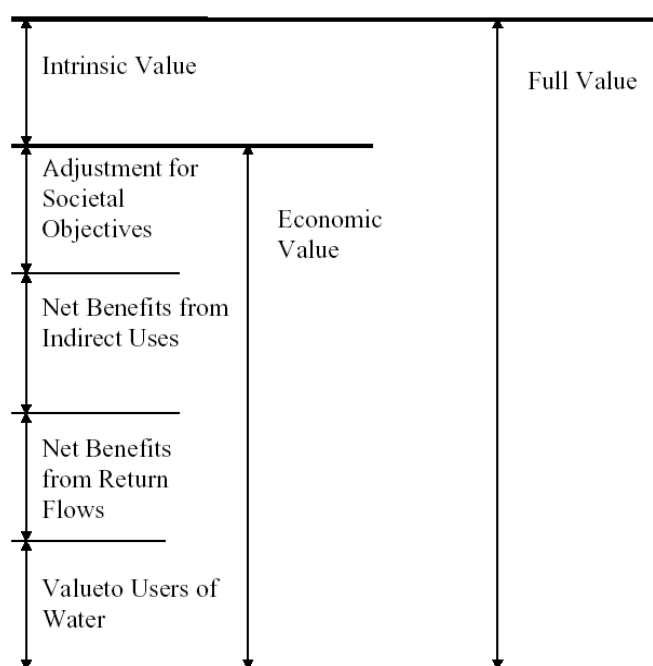 Intrinsic Value
Full Value
Adjustment for
Societal
Objectives
Economic
Value
Net Benefits from
Indirect Uses
Net Benefits
from Return
Flows
Valueto Users of
Water